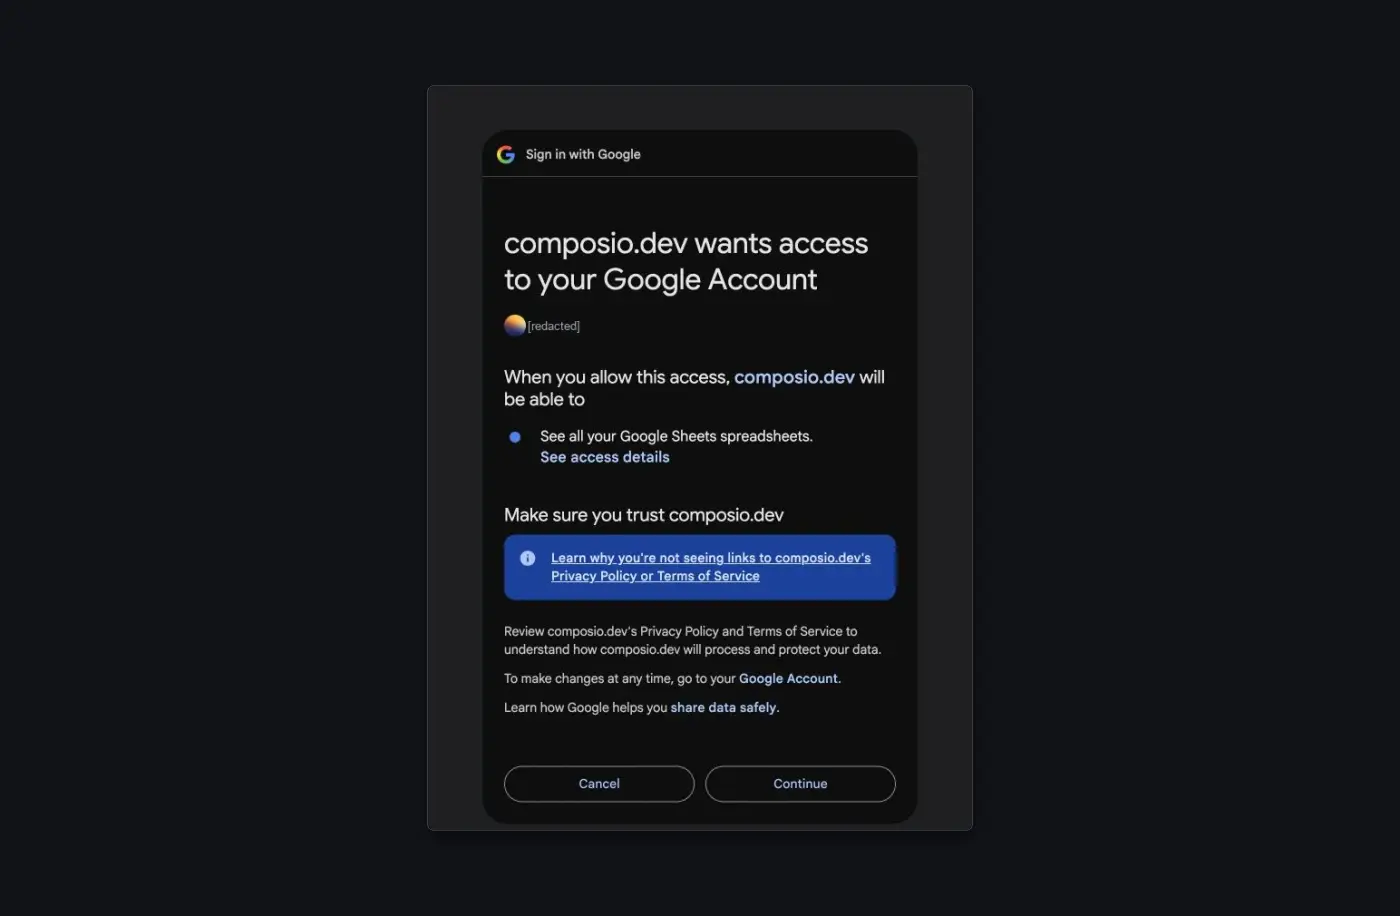 Sign in with Google
composio.dev wants access
to your Google Account
[redacted]
When you allow this access, composio.dev will
be able to
See all your Google Sheets spreadsheets.
See access details
Make sure you trust composio.dev
Learn why you're not seeing links to composio.dev's
Privacy Policy or Terms of Service
Review composio.dev's Privacy Policy and Terms of Service to
understand how composio.dev will process and protect your data.
To make changes at any time, go to your Google Account.
Learn how Google helps you share data safely.
Cancel
Continue